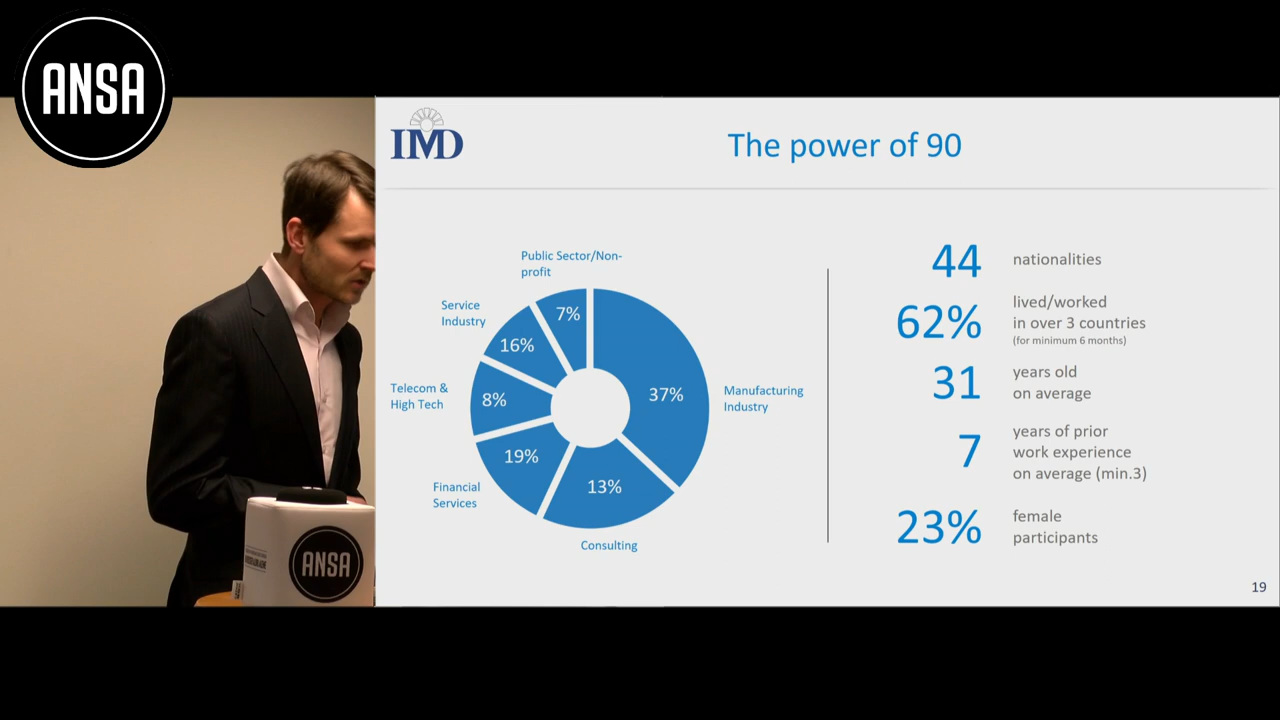 ANSA
IMD
The power of 90
Public Sector/Non-
profit
Service
Industry
Telecom &
High Tech
Financial
Services
Consulting
Manufacturing
Industry
7%
16%
8%
19%
13%
37%
44 nationalities
62% lived/worked
in over 3 countries
(for minimum 6 months)
31 years old
on average
7 years of prior
work experience
on average (min.3)
23% female
participants
19
ANSA